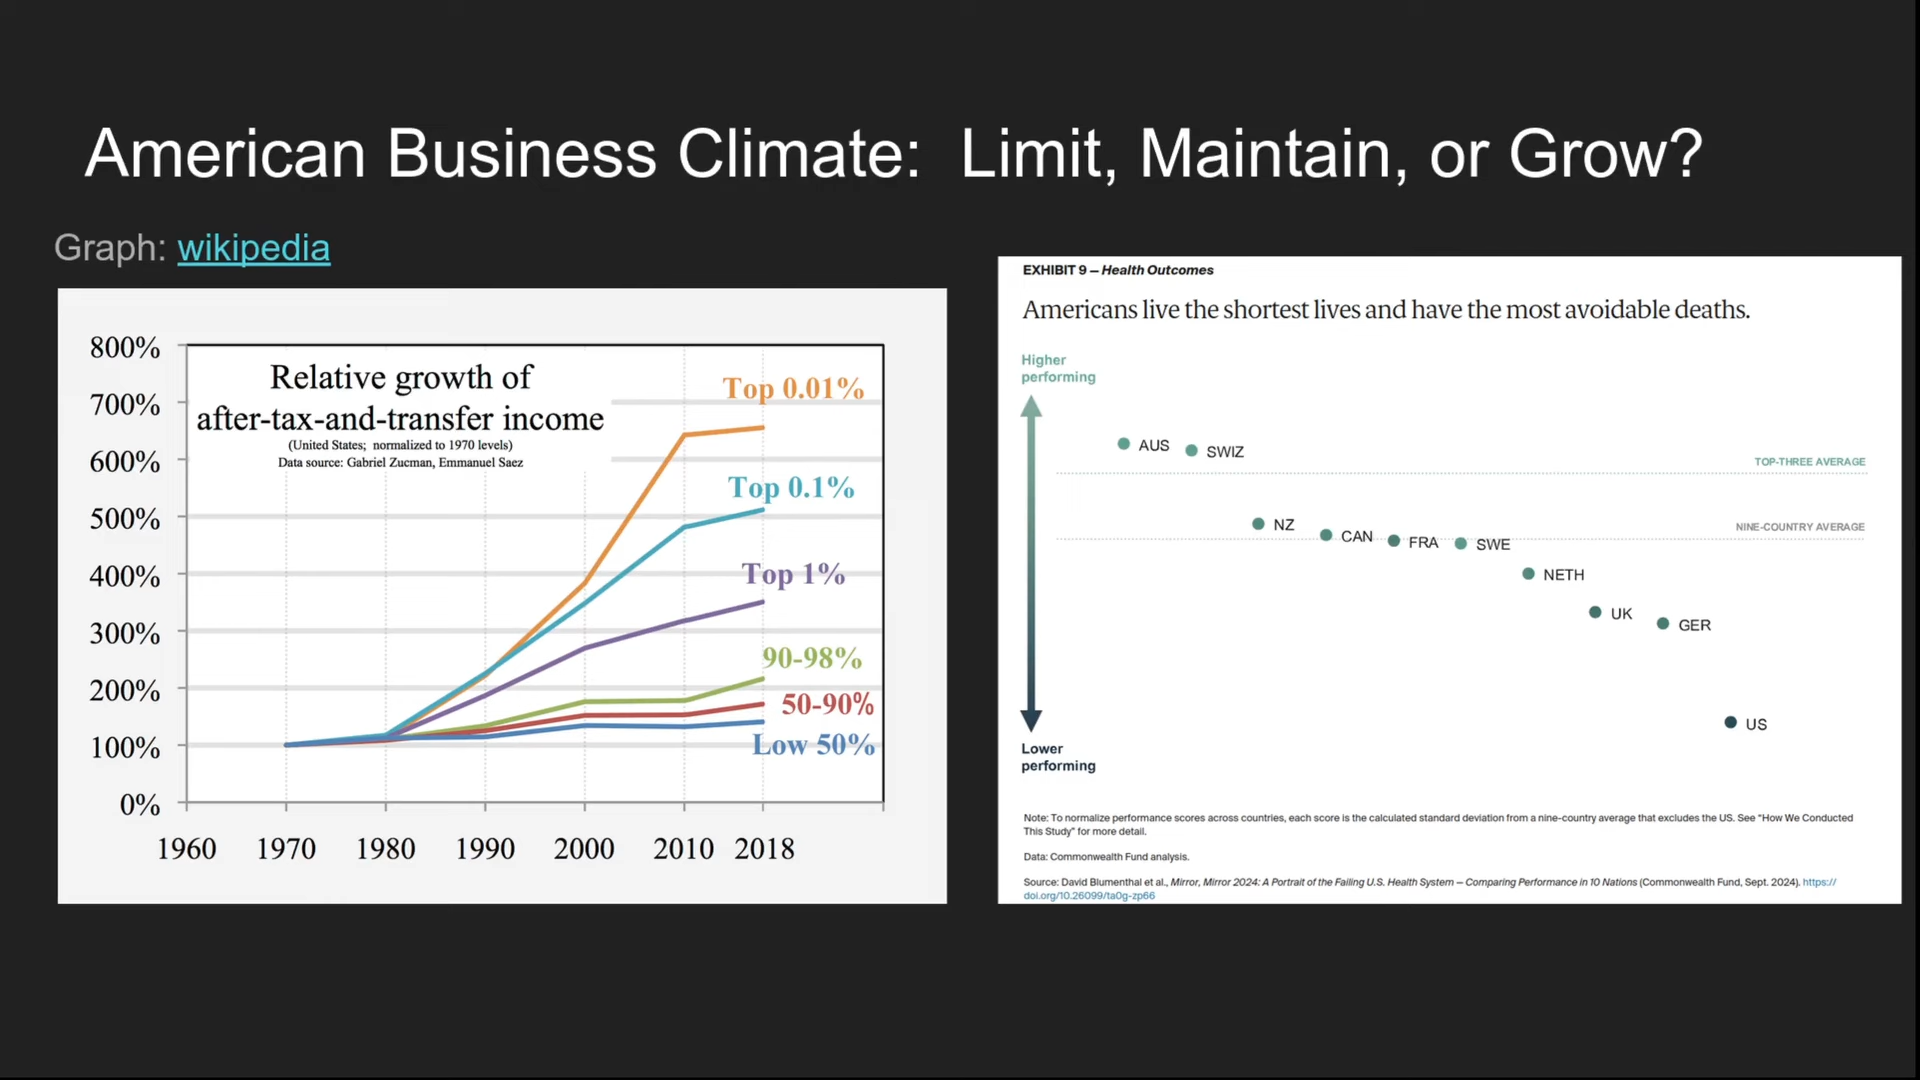 American Business Climate:  Limit, Maintain, or Grow?
Graph: wikipedia
Relative growth of
after-tax-and-transfer income
(United States;  normalized to 1970 levels)
Data source: Gabriel Zucman, Emmanuel Saez
800%
700%
600%
500%
400%
300%
200%
100%
0%
Top 0.01%
Top 0.1%
Top 1%
90-98%
50-90%
Low 50%
1960 1970 1980 1990 2000 2010 2018
EXHIBIT 9 – Health Outcomes
Americans live the shortest lives and have the most avoidable deaths.
Higher
performing
AUS
SWIZ
TOP-THREE AVERAGE
NZ
NINE-COUNTRY AVERAGE
CAN
FRA
SWE
NETH
UK
GER
US
Lower
performing
Note: To normalize performance scores across countries, each score is the calculated standard deviation from a nine-country average that excludes the US. See "How We Conducted
This Study" for more detail.
Data: Commonwealth Fund analysis.
Source: David Blumenthal et al., Mirror, Mirror 2024: A Portrait of the Failing U.S. Health System — Comparing Performance in 10 Nations (Commonwealth Fund, Sept. 2024). https://
doi.org/10.26099/ta0g-zp66